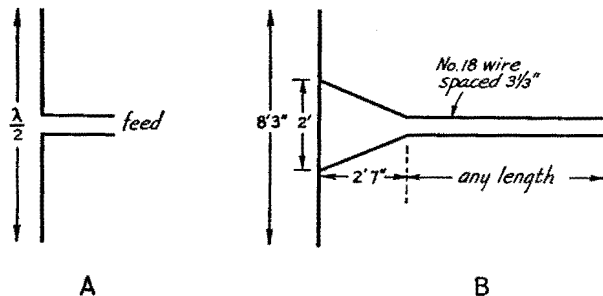 λ/2
feed
A
8'3"
2'
No.18 wire
spaced 3⅓"
2'7"
any length
B